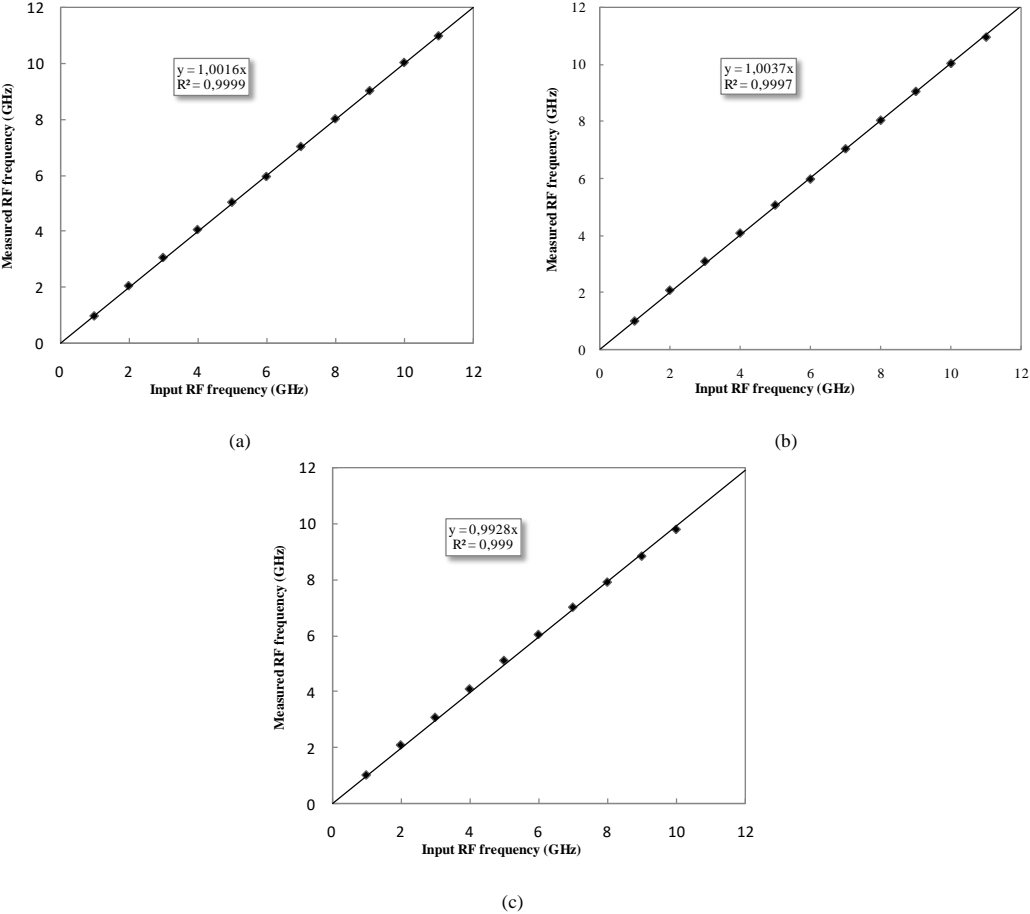 12
10
8
6
4
2
0
Measured RF frequency (GHz)
y = 1,0016x
R² = 0,9999
0 2 4 6 8 10 12
Input RF frequency (GHz)
(a)
12
10
8
6
4
2
0
Measured RF frequency (GHz)
y = 1,0037x
R² = 0,9997
0 2 4 6 8 10 12
Input RF frequency (GHz)
(b)
12
10
8
6
4
2
0
Measured RF frequency (GHz)
y = 0,9928x
R² = 0,999
0 2 4 6 8 10 12
Input RF frequency (GHz)
(c)